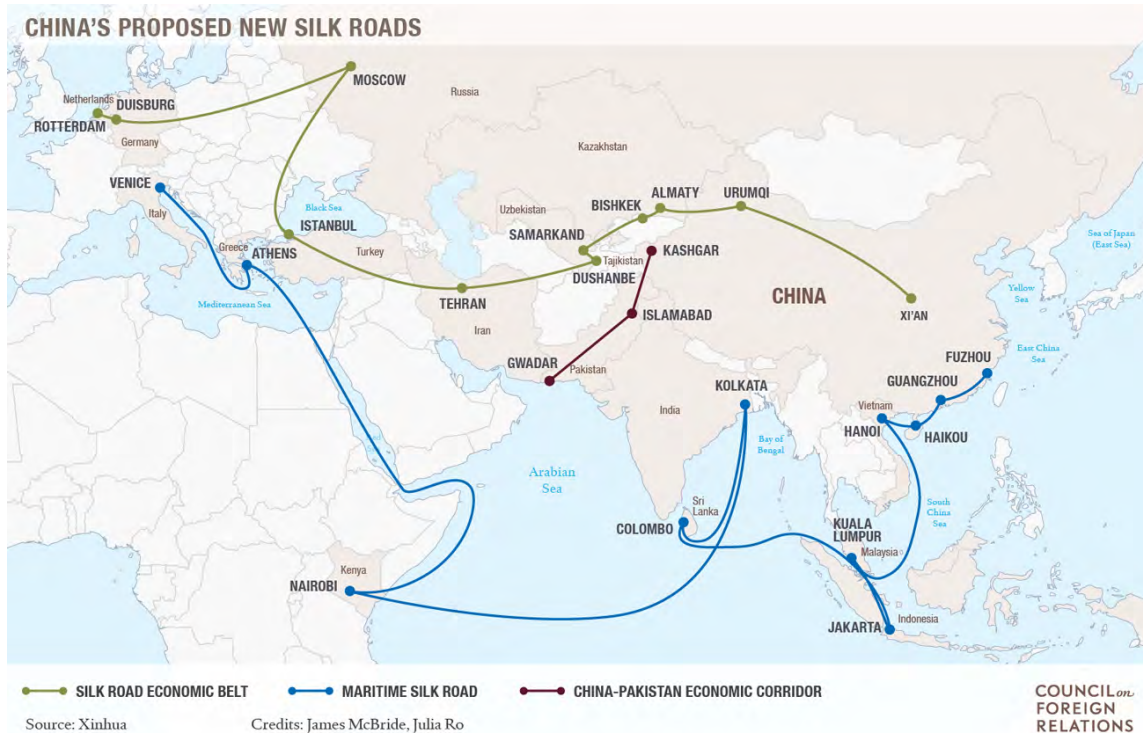 CHINA'S PROPOSED NEW SILK ROADS
MOSCOW
Netherlands
DUISBURG
Russia
ROTTERDAM
Germany
Kazakhstan
VENICE
ALMATY
URUMQI
Italy
Black Sea
Uzbekistan
BISHKEK
ISTANBUL
SAMARKAND
Sea of Japan
(East Sea)
Greece
ATHENS
Turkey
Tajikistan
KASHGAR
DUSHANBE
Mediterranean Sea
TEHRAN
CHINA
Yellow
Sea
Iran
ISLAMABAD
XI'AN
East China
Sea
GWADAR
Pakistan
FUZHOU
KOLKATA
GUANGZHOU
India
Vietnam
HANOI
HAIKOU
Bay of
Bengal
Arabian
Sea
Sri
Lanka
South
China
Sea
COLOMBO
KUALA
LUMPUR
Malaysia
Kenya
NAIROBI
JAKARTA
Indonesia
SILK ROAD ECONOMIC BELT
MARITIME SILK ROAD
CHINA-PAKISTAN ECONOMIC CORRIDOR
Source: Xinhua
Credits: James McBride, Julia Ro
COUNCIL on
FOREIGN
RELATIONS